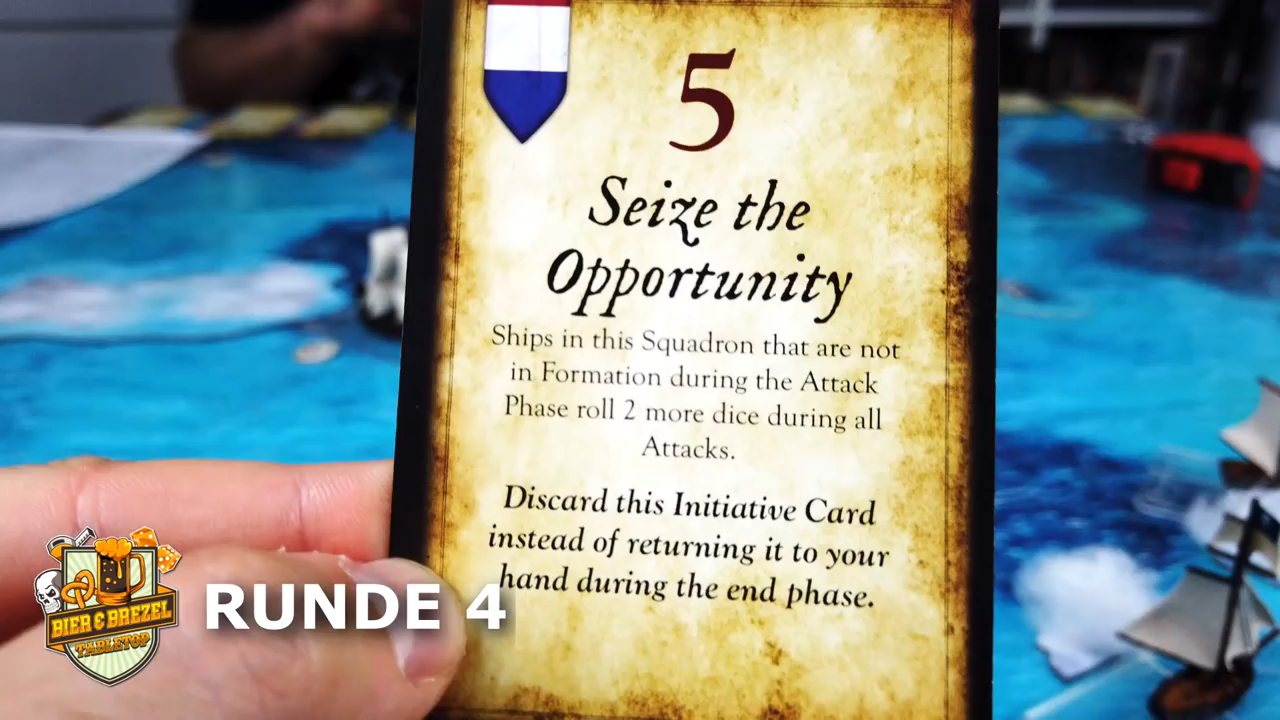 5
Seize the
Opportunity
Ships in this Squadron that are not
in Formation during the Attack
Phase roll 2 more dice during all
Attacks.
Discard this Initiative Card
instead of returning it to your
hand during the end phase.
BIER & BREZEL
TABLETOP
RUNDE 4